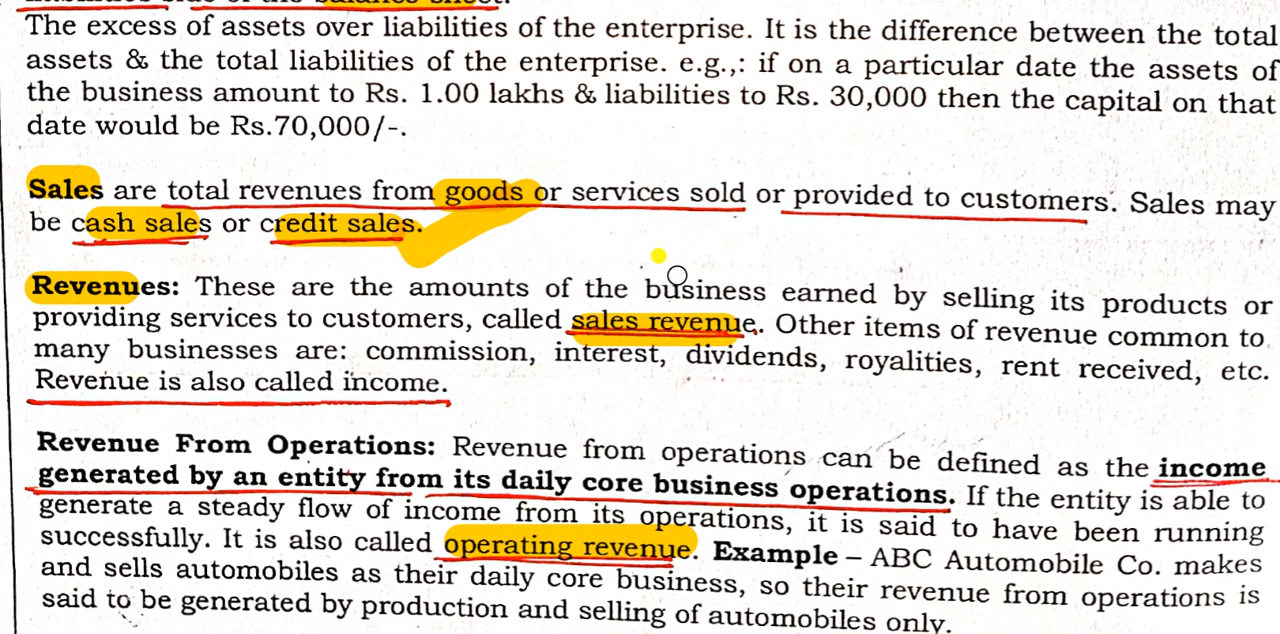 The excess of assets over liabilities of the enterprise. It is the difference between the total
assets & the total liabilities of the enterprise. e.g.,: if on a particular date the assets of
the business amount to Rs. 1.00 lakhs & liabilities to Rs. 30,000 then the capital on that
date would be Rs.70,000/-.
Sales are total revenues from goods or services sold or provided to customers. Sales may
be cash sales or credit sales.
Revenues: These are the amounts of the business earned by selling its products or
providing services to customers, called sales revenue. Other items of revenue common to
many businesses are: commission, interest, dividends, royalities, rent received, etc.
Revenue is also called income.
Revenue From Operations: Revenue from operations can be defined as the income
generated by an entity from its daily core business operations. If the entity is able to
generate a steady flow of income from its operations, it is said to have been running
successfully. It is also called operating revenue. Example – ABC Automobile Co. makes
and sells automobiles as their daily core business, so their revenue from operations is
said to be generated by production and selling of automobiles only.